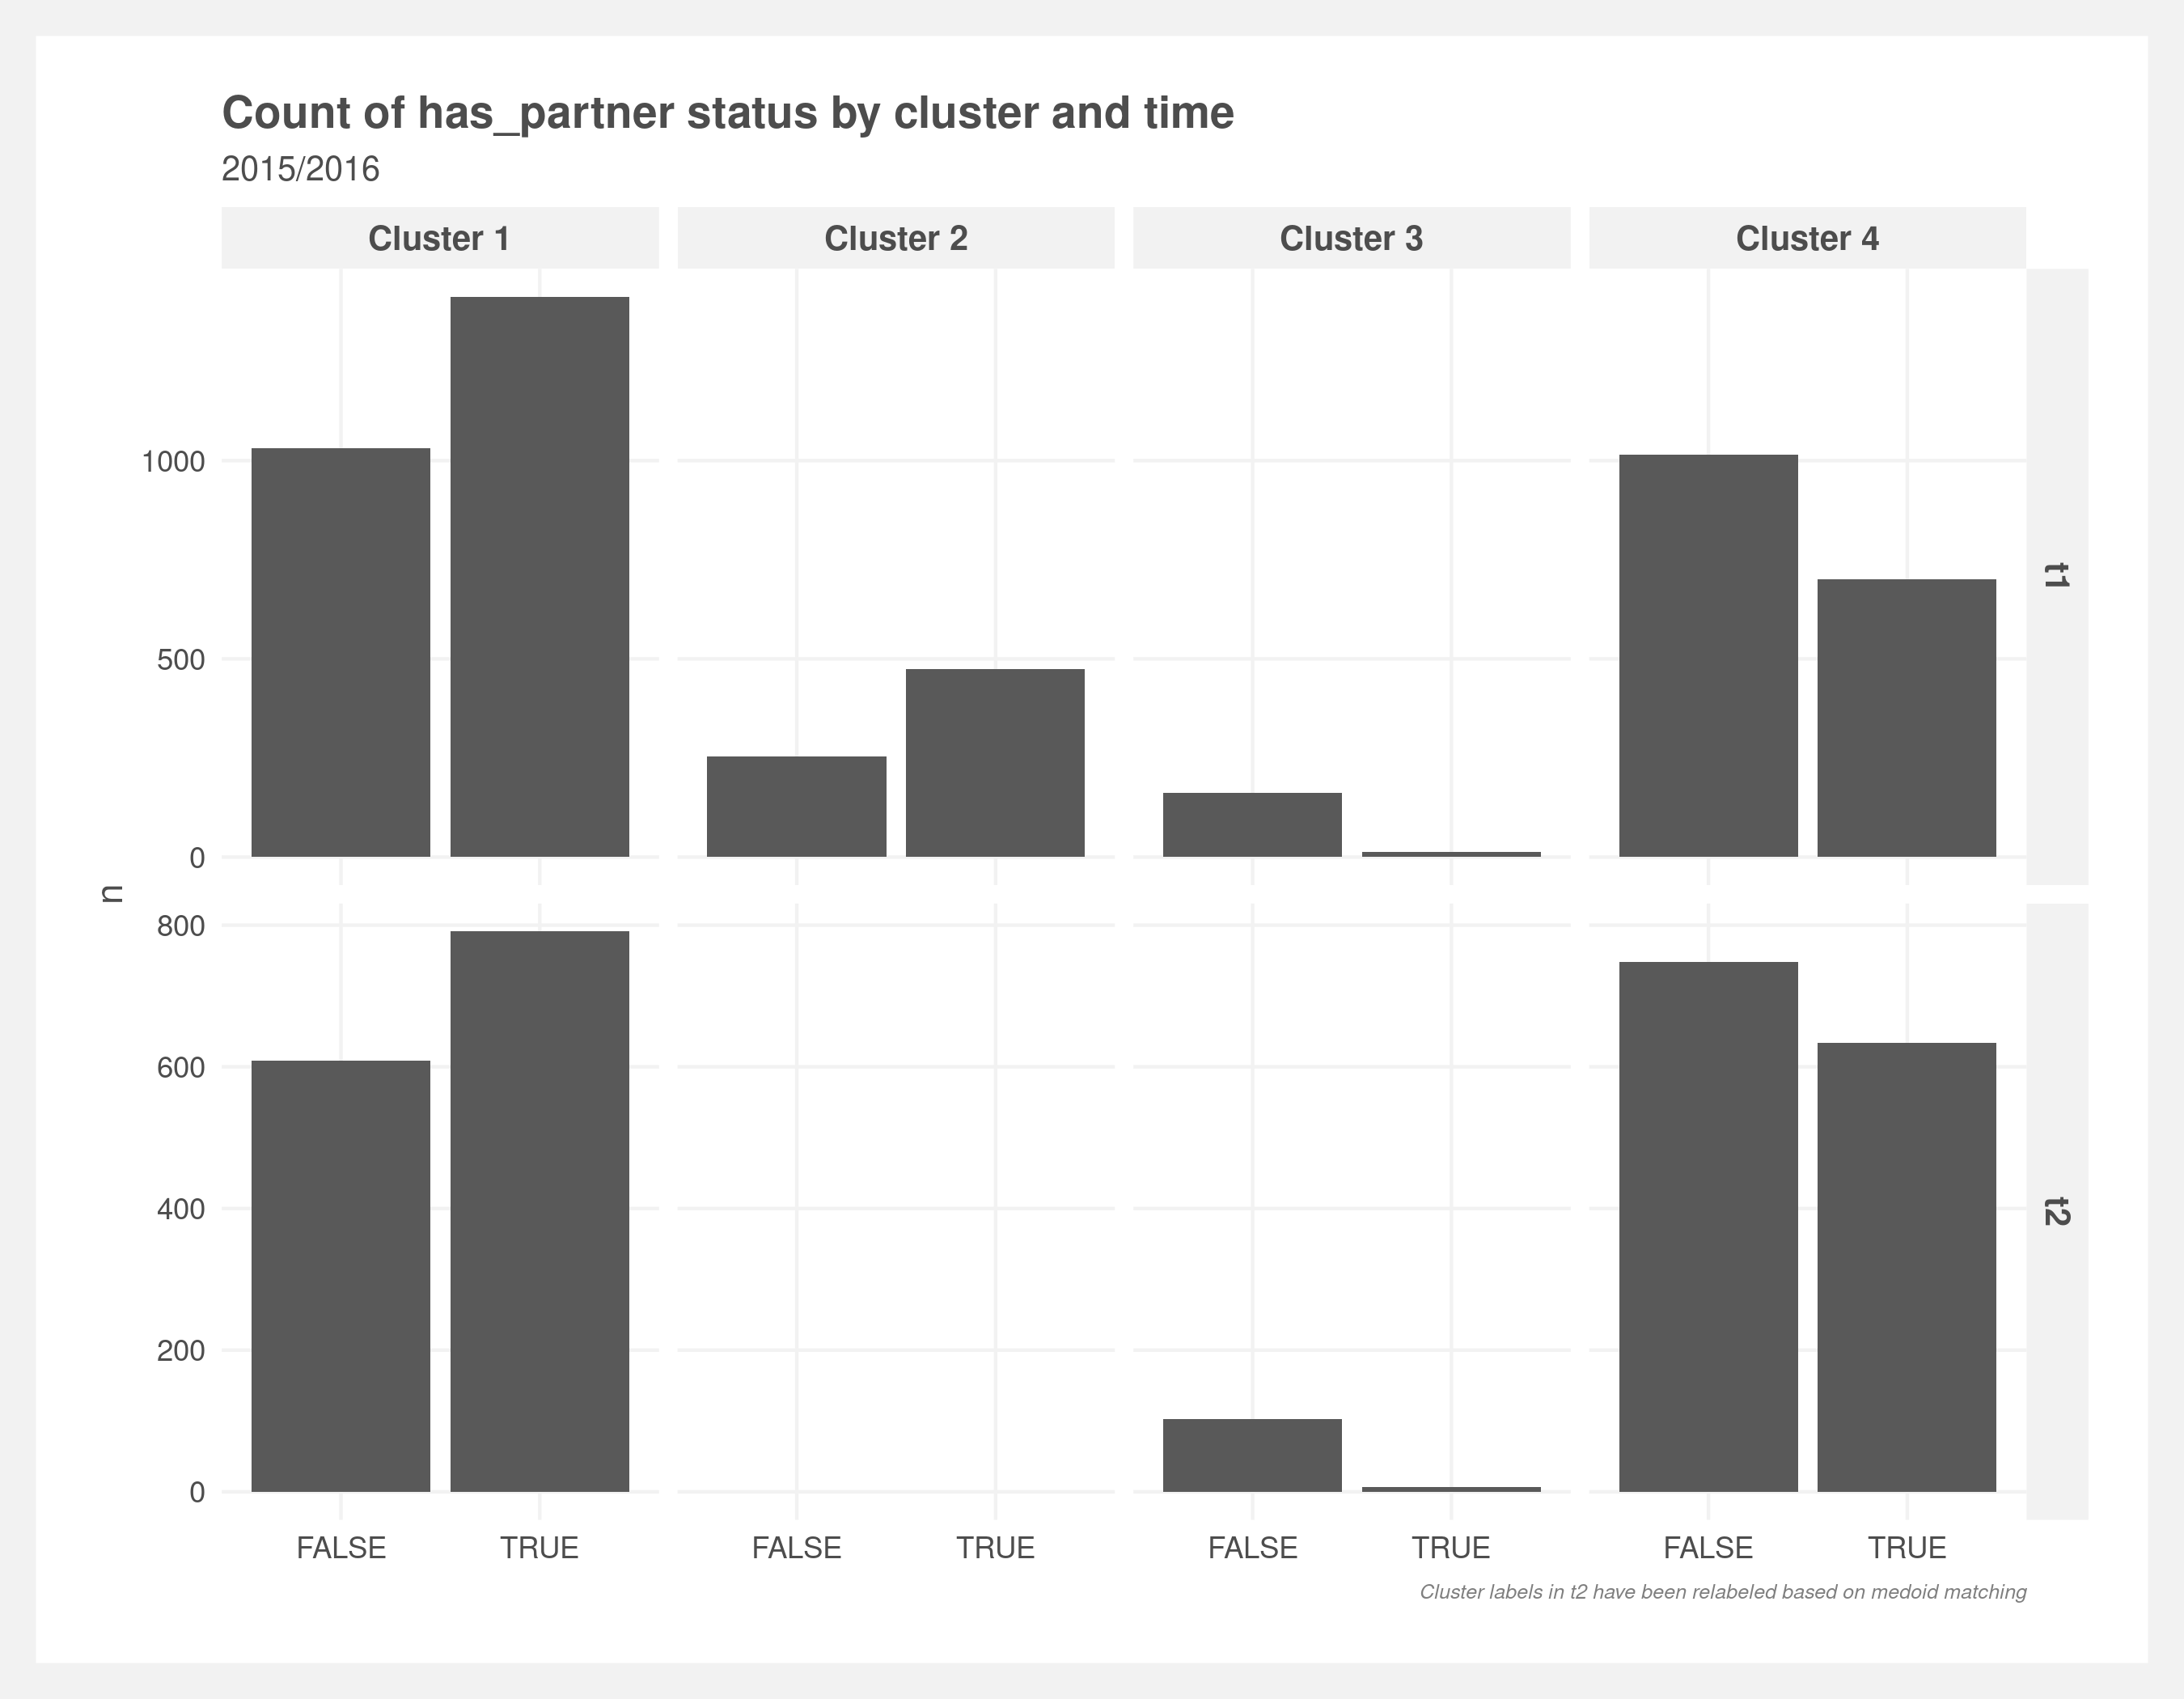 Count of has_partner status by cluster and time
2015/2016
Cluster 1 Cluster 2 Cluster 3 Cluster 4
1000
500
0
t1
n
800
600
400
200
0
t2
FALSE TRUE FALSE TRUE FALSE TRUE FALSE TRUE
Cluster labels in t2 have been relabeled based on medoid matching